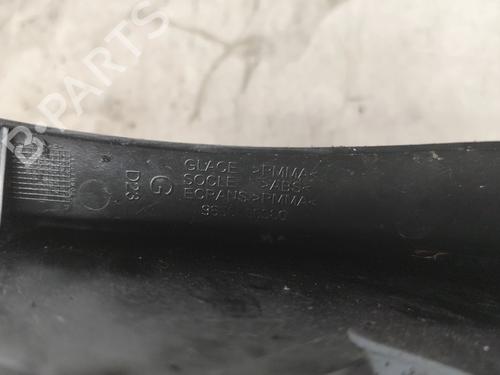 B-PARTS
GLACE >PMMA<
SOCLE >ABS<
ECRANS>PMMA<
G
D23